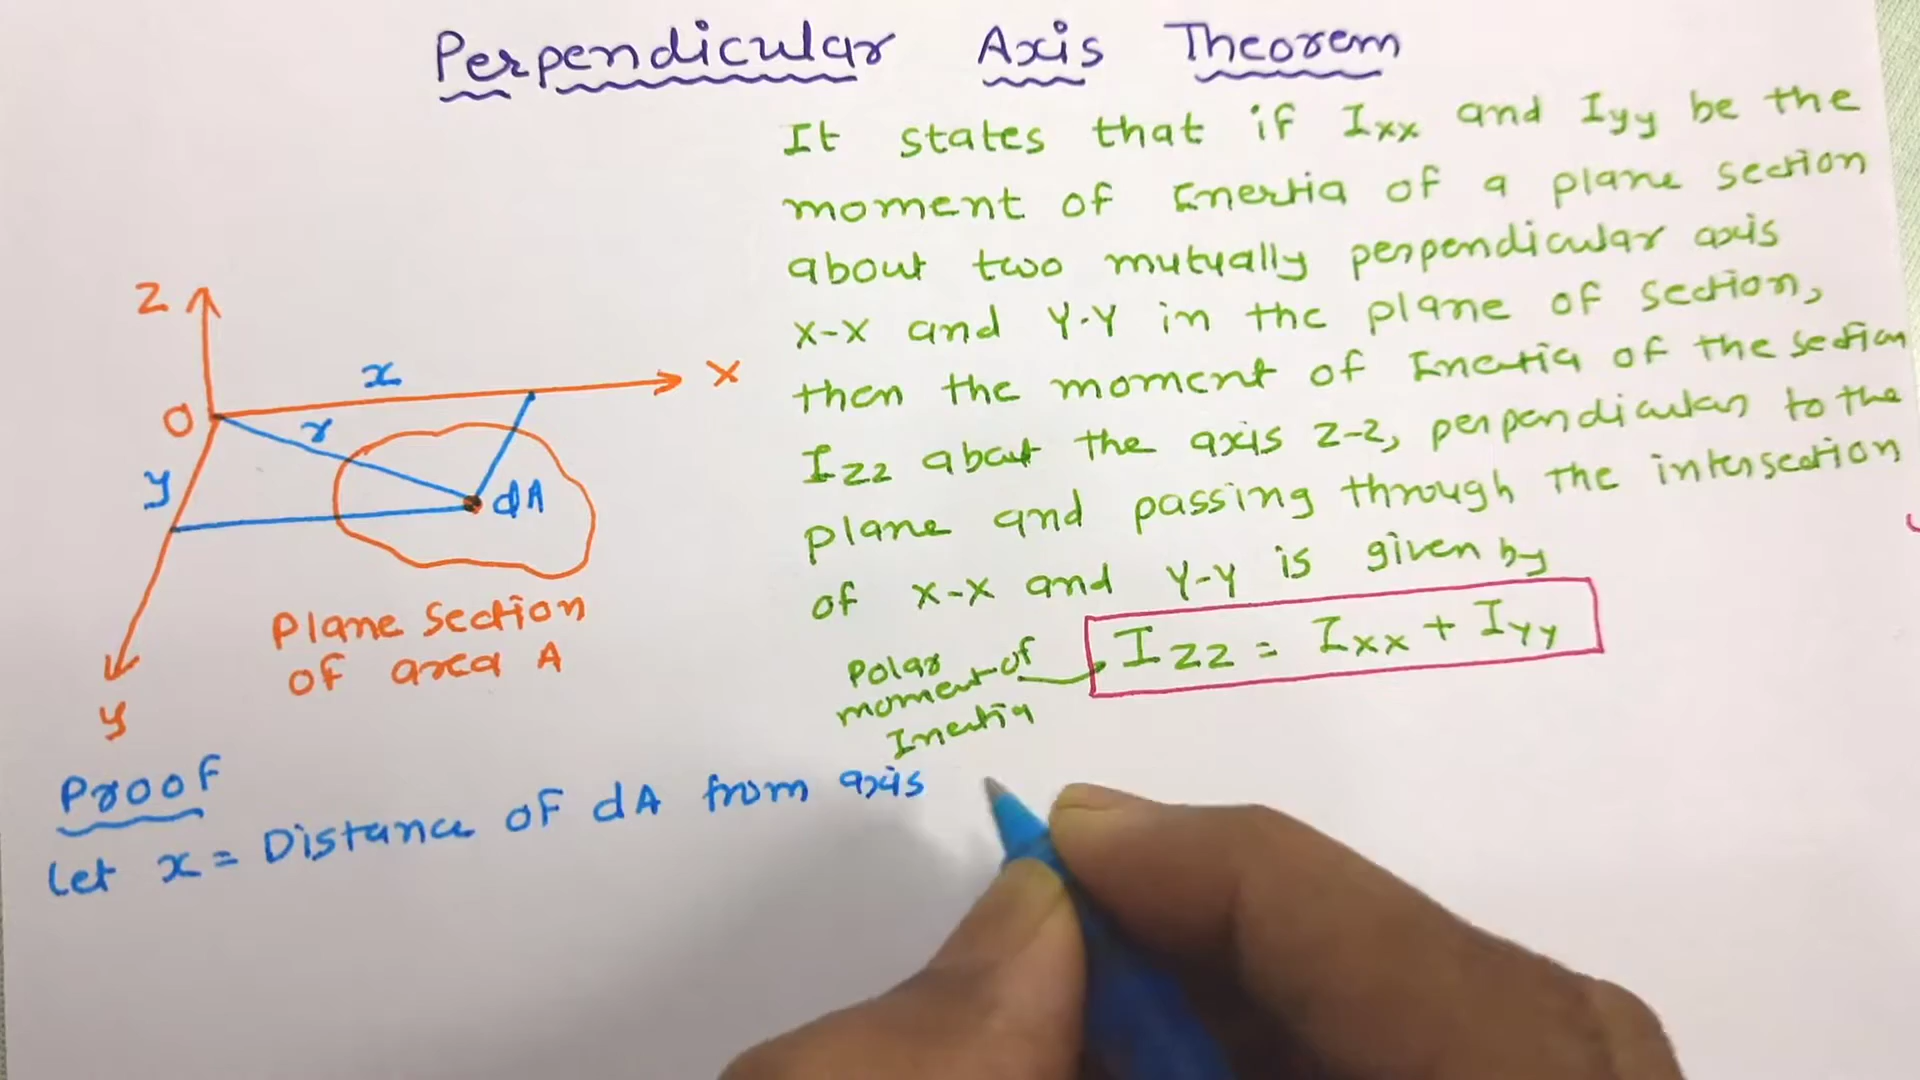 Perpendicular Axis Theorem
It states that if Ixx and Iyy be the
moment of Inertia of a plane section
about two mutually perpendicular axis
X-X and Y-Y in the plane of section,
then the moment of Inertia of the section
Izz about the axis Z-Z, perpendicular to the
plane and passing through the intersection
of X-X and Y-Y is given by
Izz = Ixx + Iyy
Polar
moment of
Inertia
Z
x
X
O
r
y
dA
Plane section
of area A
y
Proof
Let x = Distance of dA from axis